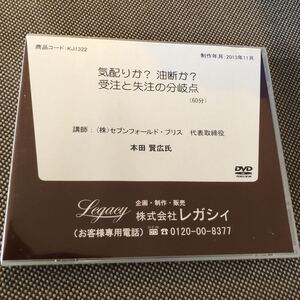 商品コード：KJ1322
制作年月：2013年11月
気配りか？ 油断か？
受注と失注の分岐点
（60分）
講師：（株）セブンフォールド・ブリス 代表取締役
本田 賢広氏
DVD
VIDEO
Legacy 企画・制作・販売
株式会社レガシィ
（お客様専用電話）☎0120-00-8377